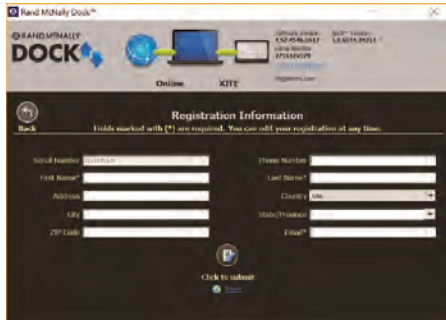 Rand McNally Dock™
RAND MCNALLY
DOCK
Online
XITE
Registration Information
Back
Fields marked with (*) are required. You can edit your registration at any time.
Serial Number
Phone Number
First Name*
Last Name*
Address
Country
City
State/Province
ZIP Code
Email*
Click to submit